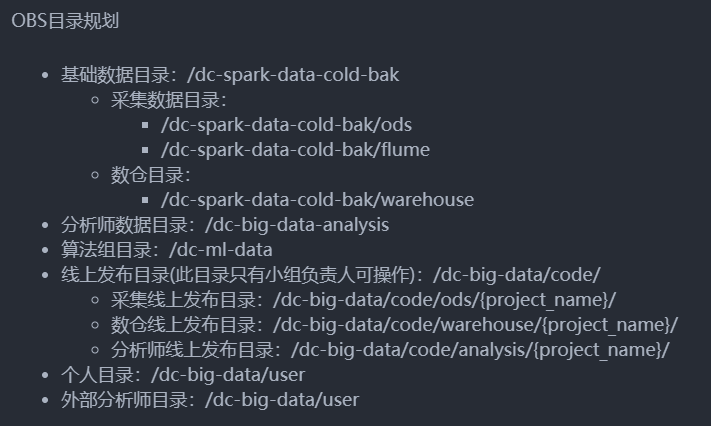 OBS目录规划
基础数据目录：/dc-spark-data-cold-bak
采集数据目录：
/dc-spark-data-cold-bak/ods
/dc-spark-data-cold-bak/flume
数仓目录：
/dc-spark-data-cold-bak/warehouse
分析师数据目录：/dc-big-data-analysis
算法组目录：/dc-ml-data
线上发布目录(此目录只有小组负责人可操作)：/dc-big-data/code/
采集线上发布目录：/dc-big-data/code/ods/{project_name}/
数仓线上发布目录：/dc-big-data/code/warehouse/{project_name}/
分析师线上发布目录：/dc-big-data/code/analysis/{project_name}/
个人目录：/dc-big-data/user
外部分析师目录：/dc-big-data/user